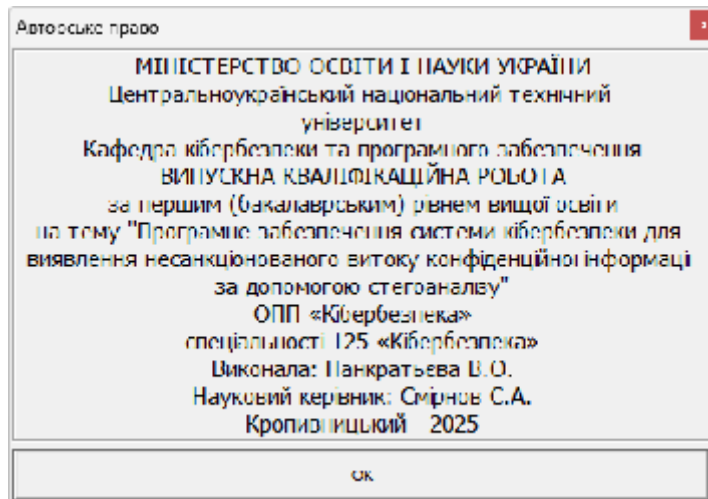 Авторське право
МІНІСТЕРСТВО ОСВІТИ І НАУКИ УКРАЇНИ
Центральноукраїнський національний технічний
університет
Кафедра кібербезпеки та програмного забезпечення
ВИПУСКНА КВАЛІФІКАЦІЙНА РОБОТА
за першим (бакалаврським) рівнем вищої освіти
на тему "Програмне забезпечення системи кібербезпеки для
виявлення несанкціонованого витоку конфіденційної інформаці
за допомогою стегоаналізу"
ОПП «Кібербезпека»
спеціальності 125 «Кібербезпека»
Виконала: Панкратьєва В.О.
Науковий керівник: Смірнов С.А.
Кропивницький 2025
ОК